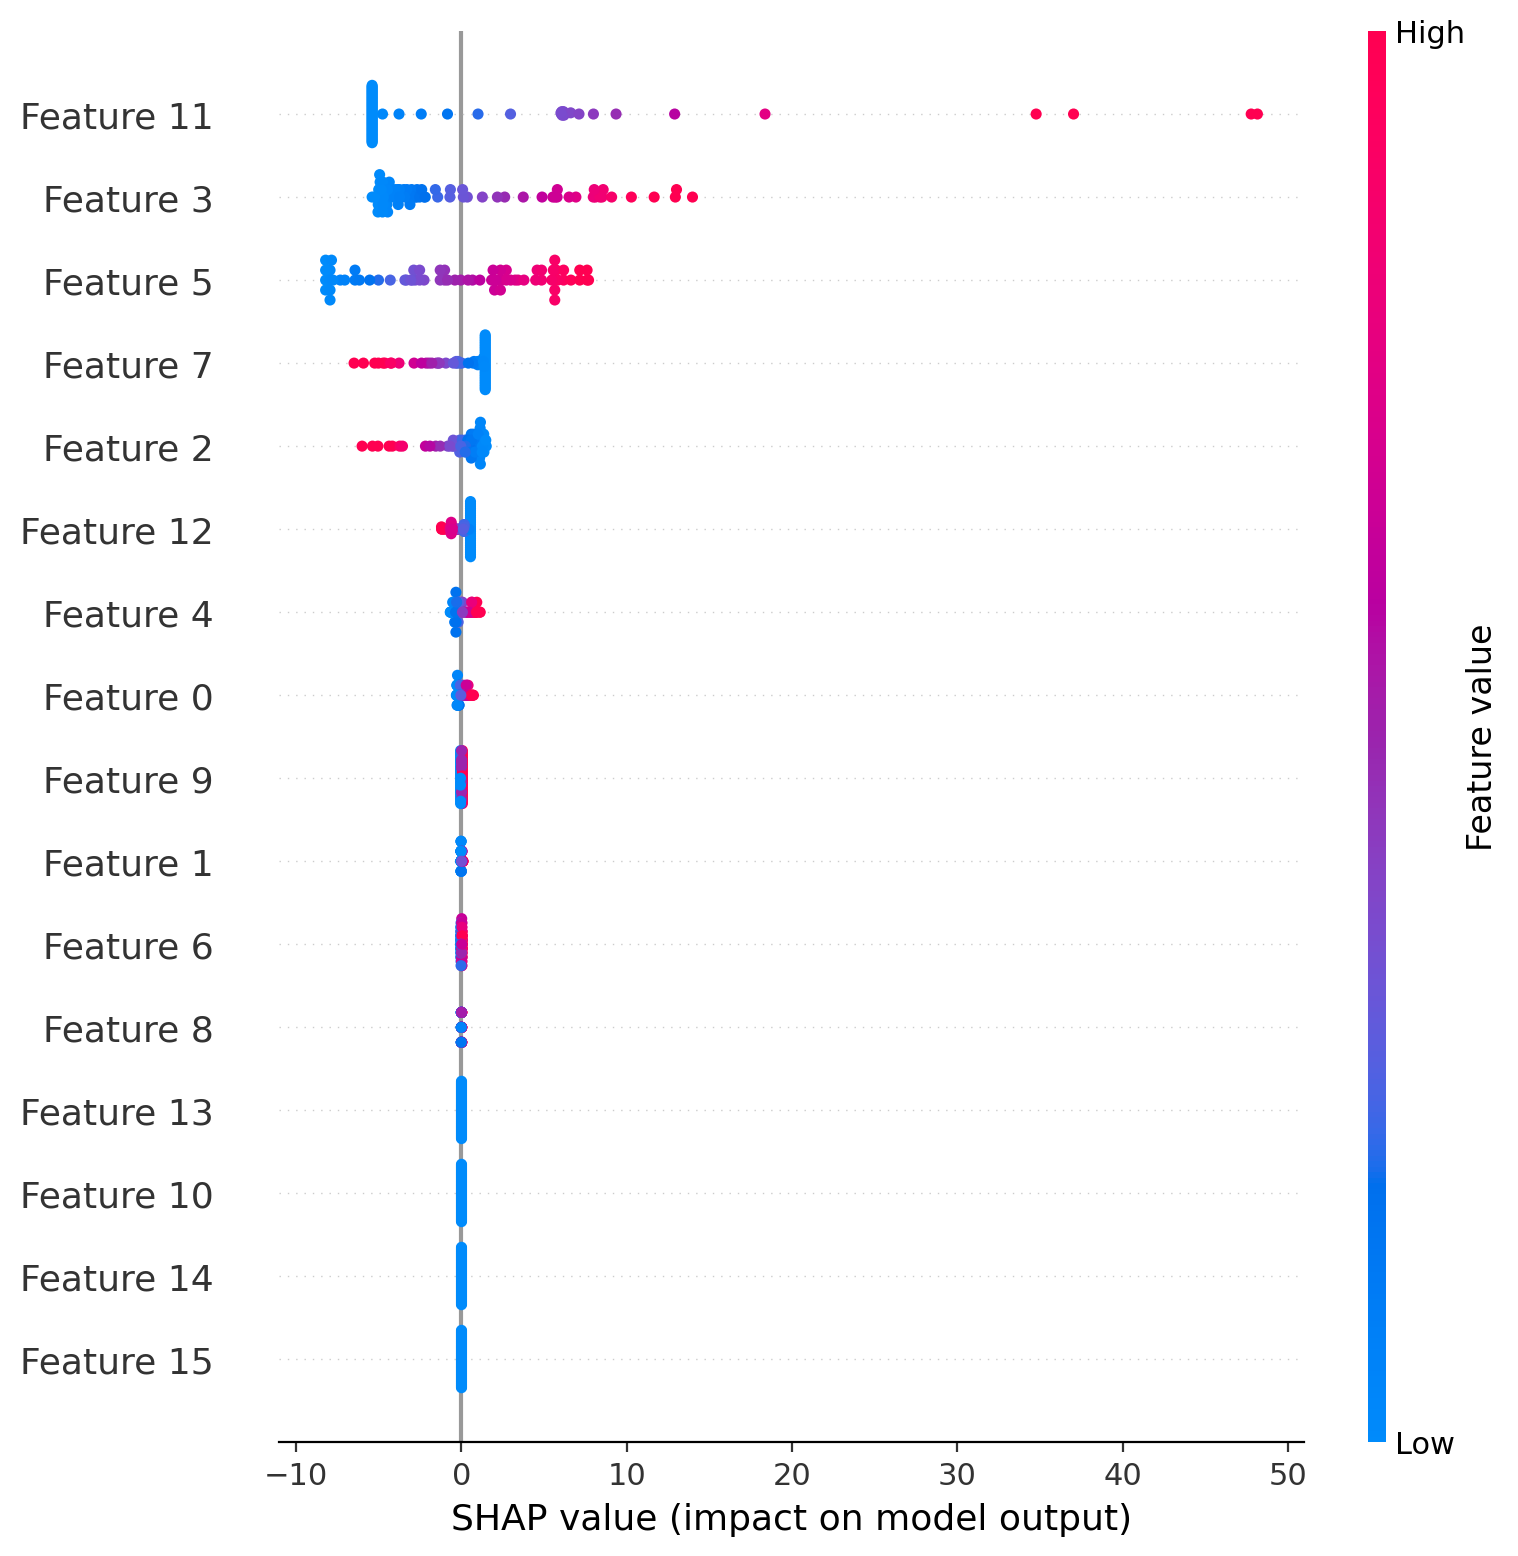 High
Feature 11
Feature 3
Feature 5
Feature 7
Feature 2
Feature 12
Feature 4
Feature 0
Feature 9
Feature 1
Feature 6
Feature 8
Feature 13
Feature 10
Feature 14
Feature 15
Feature value
Low
−10 0 10 20 30 40 50
SHAP value (impact on model output)